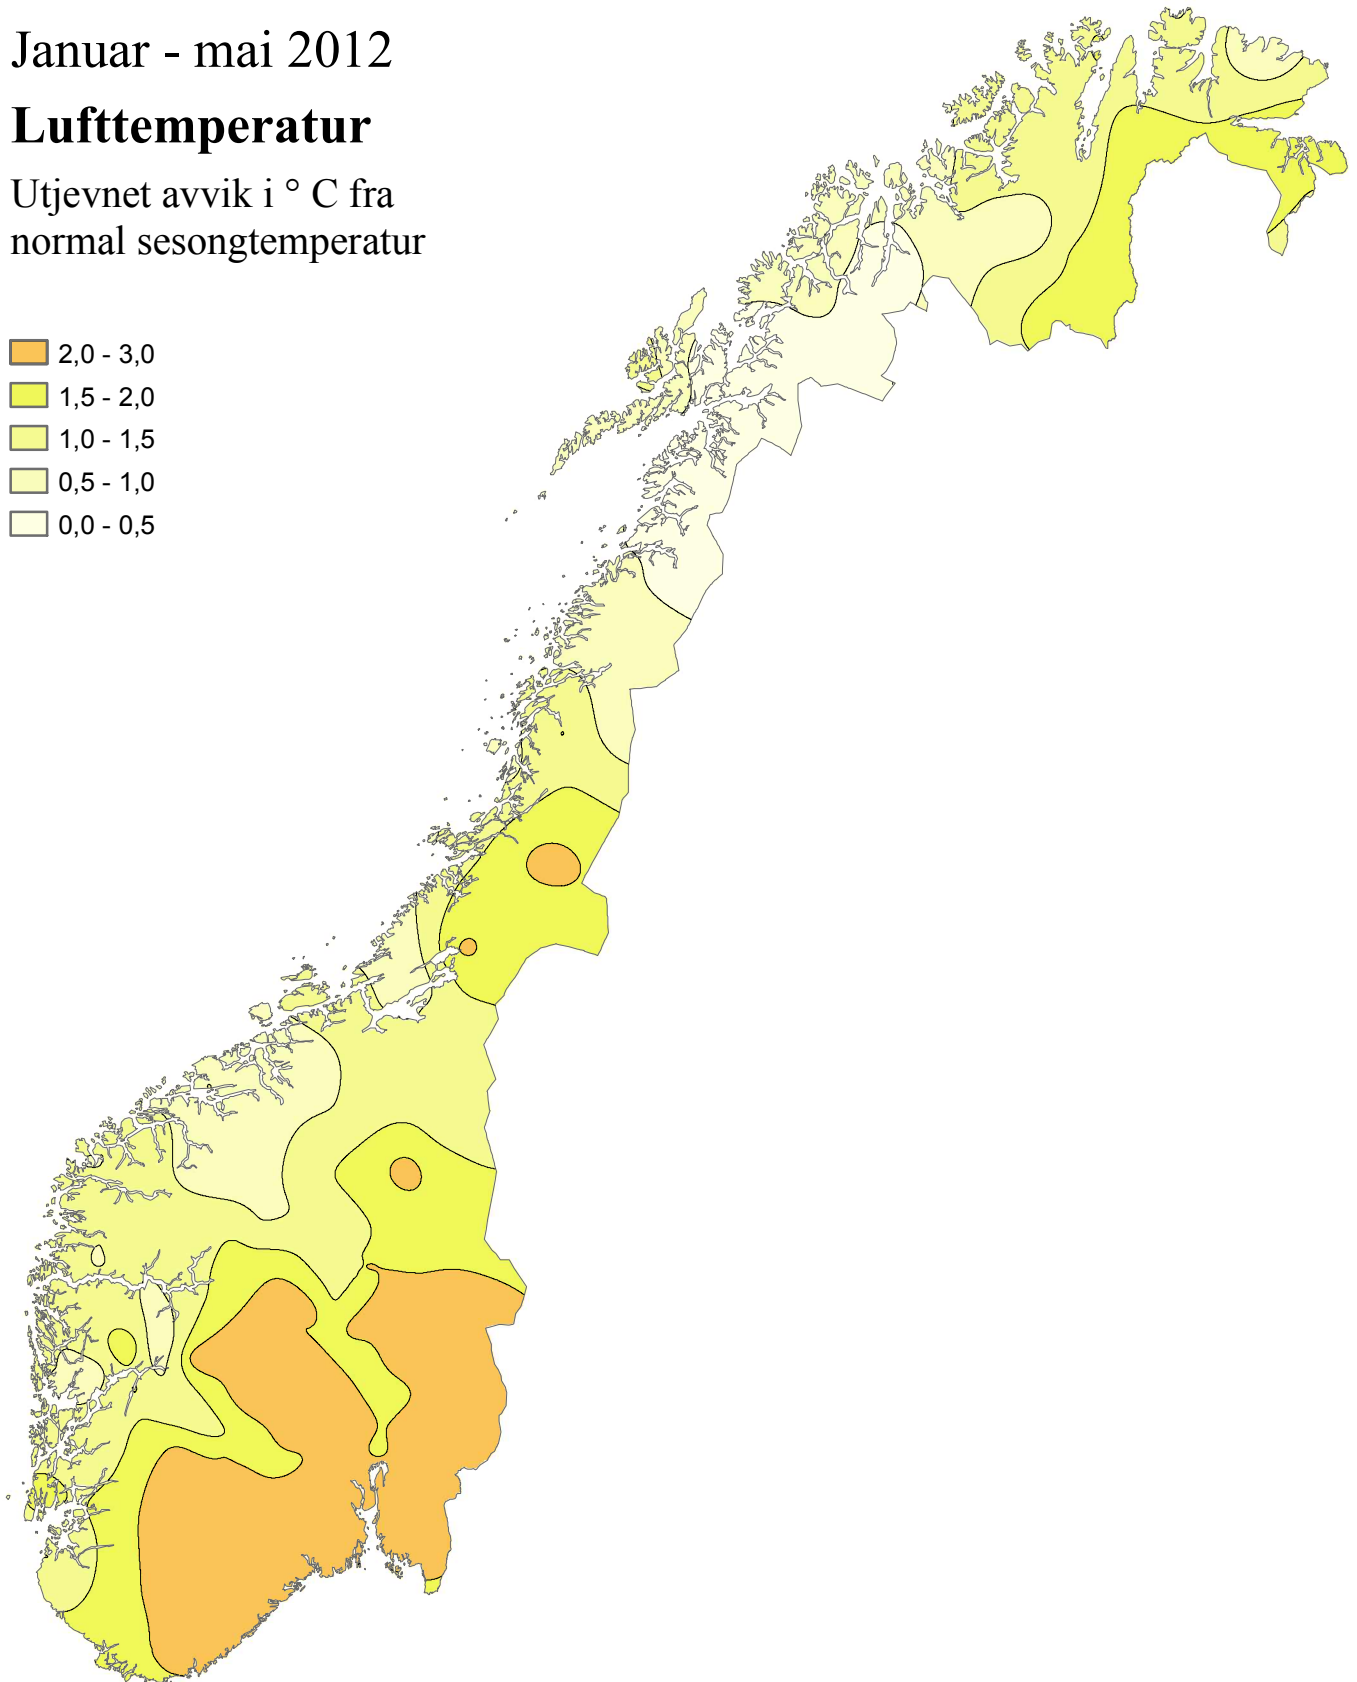 Januar - mai 2012
Lufttemperatur
Utjevnet avvik i ° C fra
normal sesongtemperatur
2,0 - 3,0
1,5 - 2,0
1,0 - 1,5
0,5 - 1,0
0,0 - 0,5